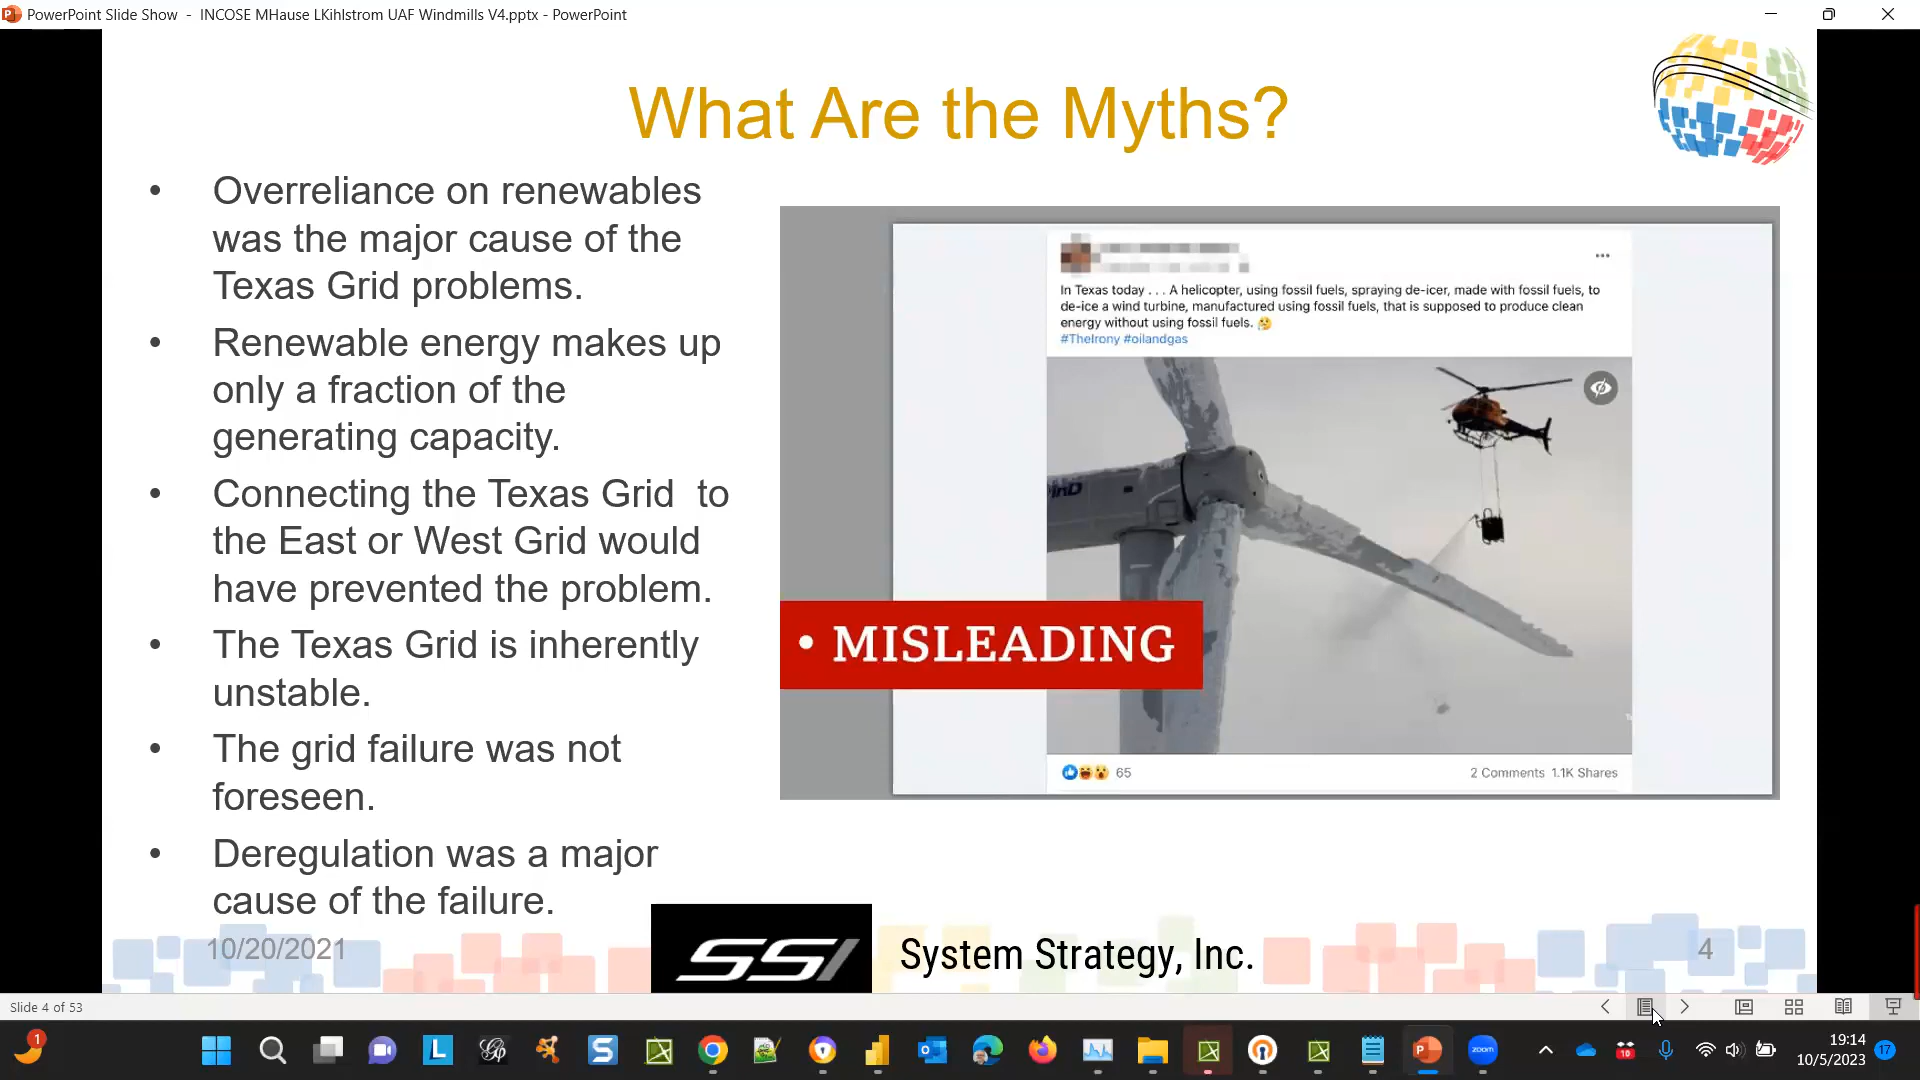 PowerPoint Slide Show - INCOSE MHause LKihlstrom UAF Windmills V4.pptx - PowerPoint
What Are the Myths?
• Overreliance on renewables
was the major cause of the
Texas Grid problems.
• Renewable energy makes up
only a fraction of the
generating capacity.
• Connecting the Texas Grid to
the East or West Grid would
have prevented the problem.
• The Texas Grid is inherently
unstable.
• The grid failure was not
foreseen.
• Deregulation was a major
cause of the failure.
In Texas today . . . A helicopter, using fossil fuels, spraying de-icer, made with fossil fuels, to
de-ice a wind turbine, manufactured using fossil fuels, that is supposed to produce clean
energy without using fossil fuels. 🤔
#TheIrony #oilandgas
• MISLEADING
65
2 Comments 1.1K Shares
10/20/2021
SSI
System Strategy, Inc.
4
Slide 4 of 53
1
L
S
zoom
10
19:14
10/5/2023
17